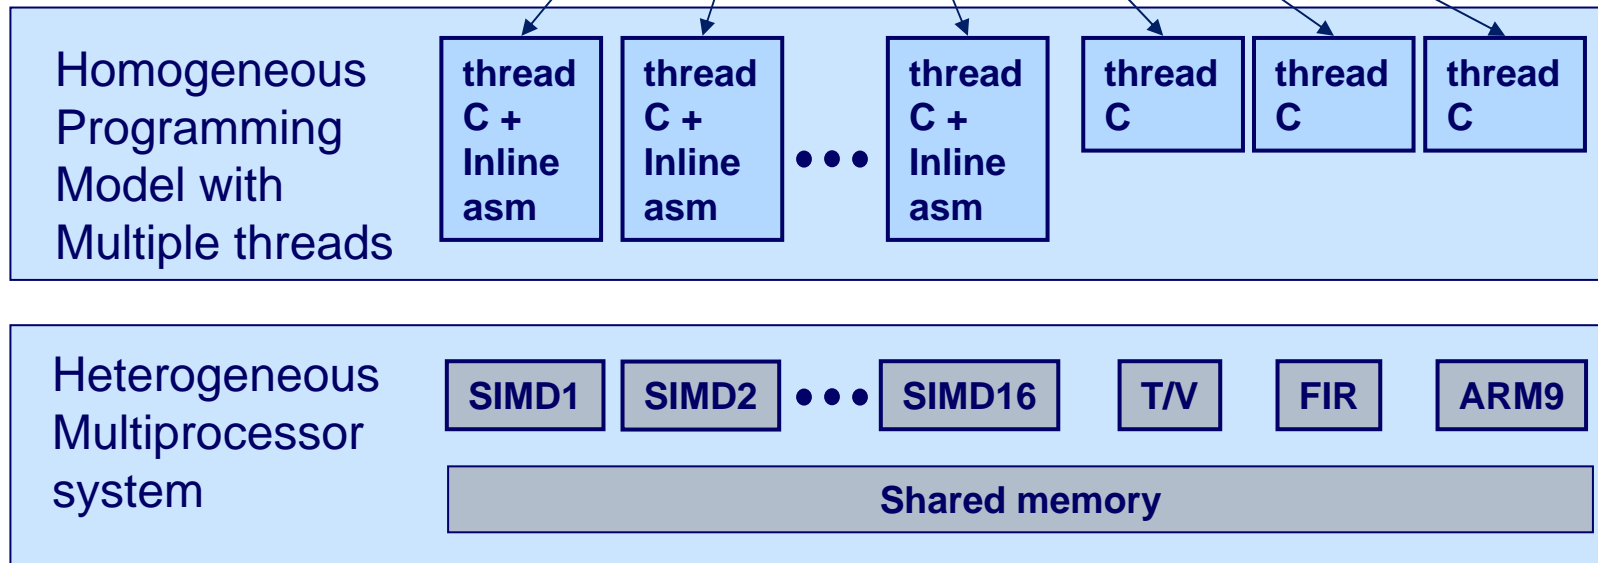 Homogeneous
Programming
Model with
Multiple threads
thread
C +
Inline
asm
thread
C +
Inline
asm
thread
C +
Inline
asm
thread
C
thread
C
thread
C
Heterogeneous
Multiprocessor
system
SIMD1
SIMD2
SIMD16
T/V
FIR
ARM9
Shared memory